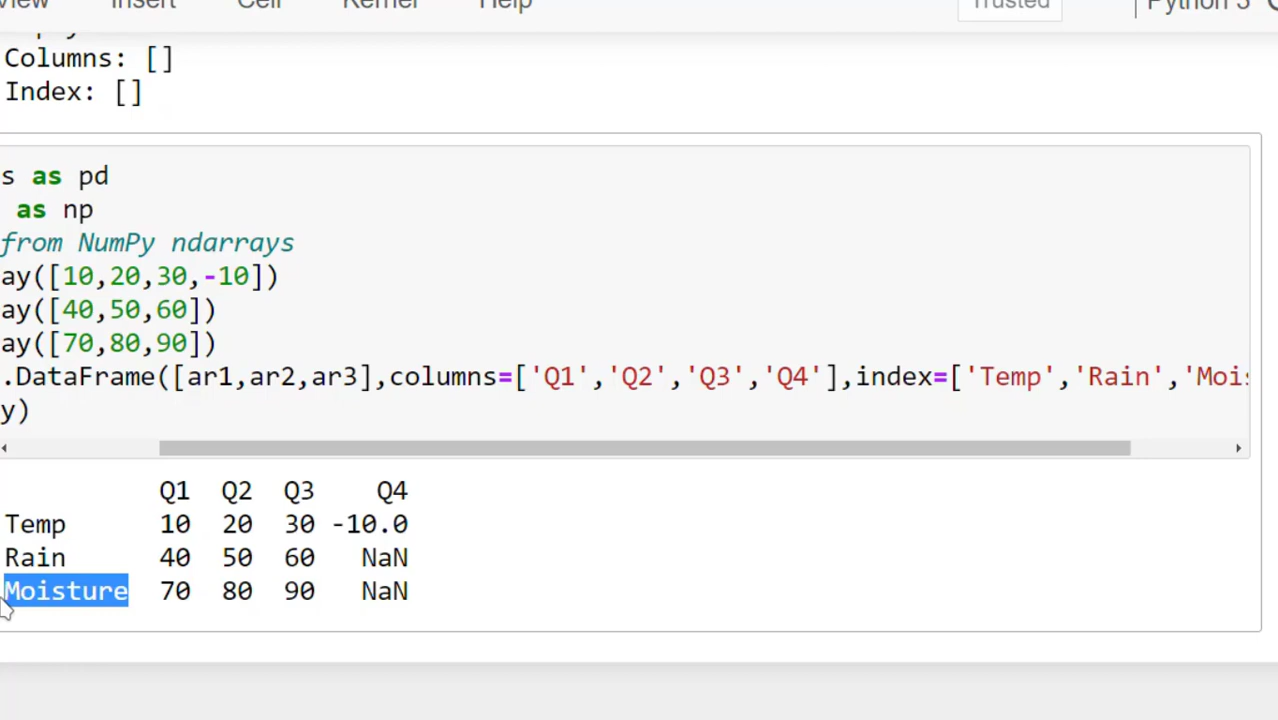 View Insert Cell Kernel Help Trusted Python 3
Columns: []
Index: []
s as pd
as np
from NumPy ndarrays
ay([10,20,30,-10])
ay([40,50,60])
ay([70,80,90])
.DataFrame([ar1,ar2,ar3],columns=['Q1','Q2','Q3','Q4'],index=['Temp','Rain','Mois
y)
Q1 Q2 Q3 Q4
Temp 10 20 30 -10.0
Rain 40 50 60 NaN
Moisture 70 80 90 NaN